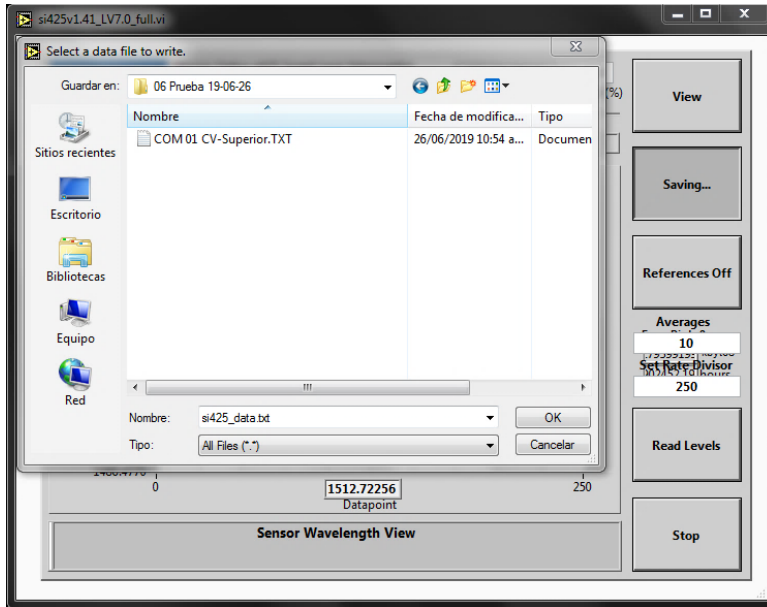 si425v1.41_LV7.0_full.vi
Select a data file to write.
Guardar en:
06 Prueba 19-06-26
Nombre
Fecha de modifica...
Tipo
COM 01 CV-Superior.TXT
26/06/2019 10:54 a...
Documen
Sitios recientes
Escritorio
Bibliotecas
Equipo
Red
Nombre:
si425_data.txt
OK
Tipo:
All Files (*.*)
Cancelar
(%)
View
Saving...
References Off
Averages
10
Set Rate Divisor
250
Read Levels
Stop
0
1512.72256
250
Datapoint
Sensor Wavelength View